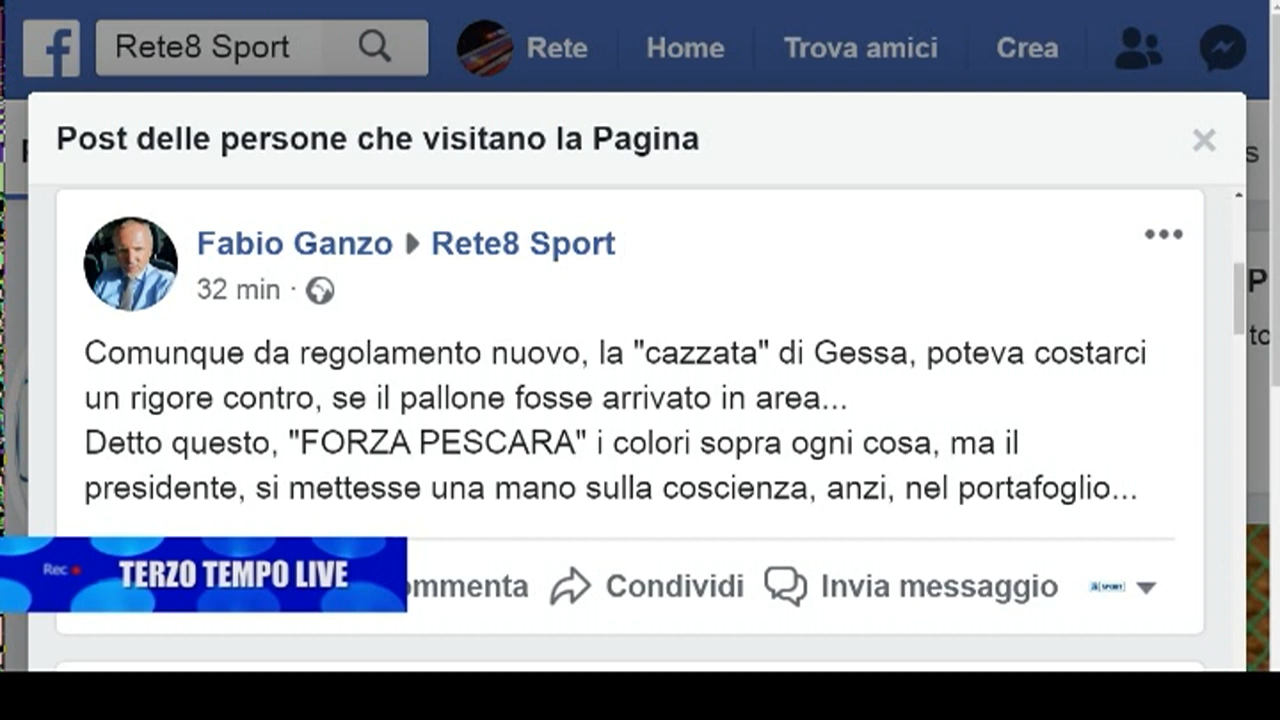 Rete8 Sport
Rete
Home
Trova amici
Crea
Post delle persone che visitano la Pagina
Fabio Ganzo Rete8 Sport
32 min ·
Comunque da regolamento nuovo, la "cazzata" di Gessa, poteva costarci
un rigore contro, se il pallone fosse arrivato in area...
Detto questo, "FORZA PESCARA" i colori sopra ogni cosa, ma il
presidente, si mettesse una mano sulla coscienza, anzi, nel portafoglio...
Rec TERZO TEMPO LIVE
ommenta
Condividi
Invia messaggio